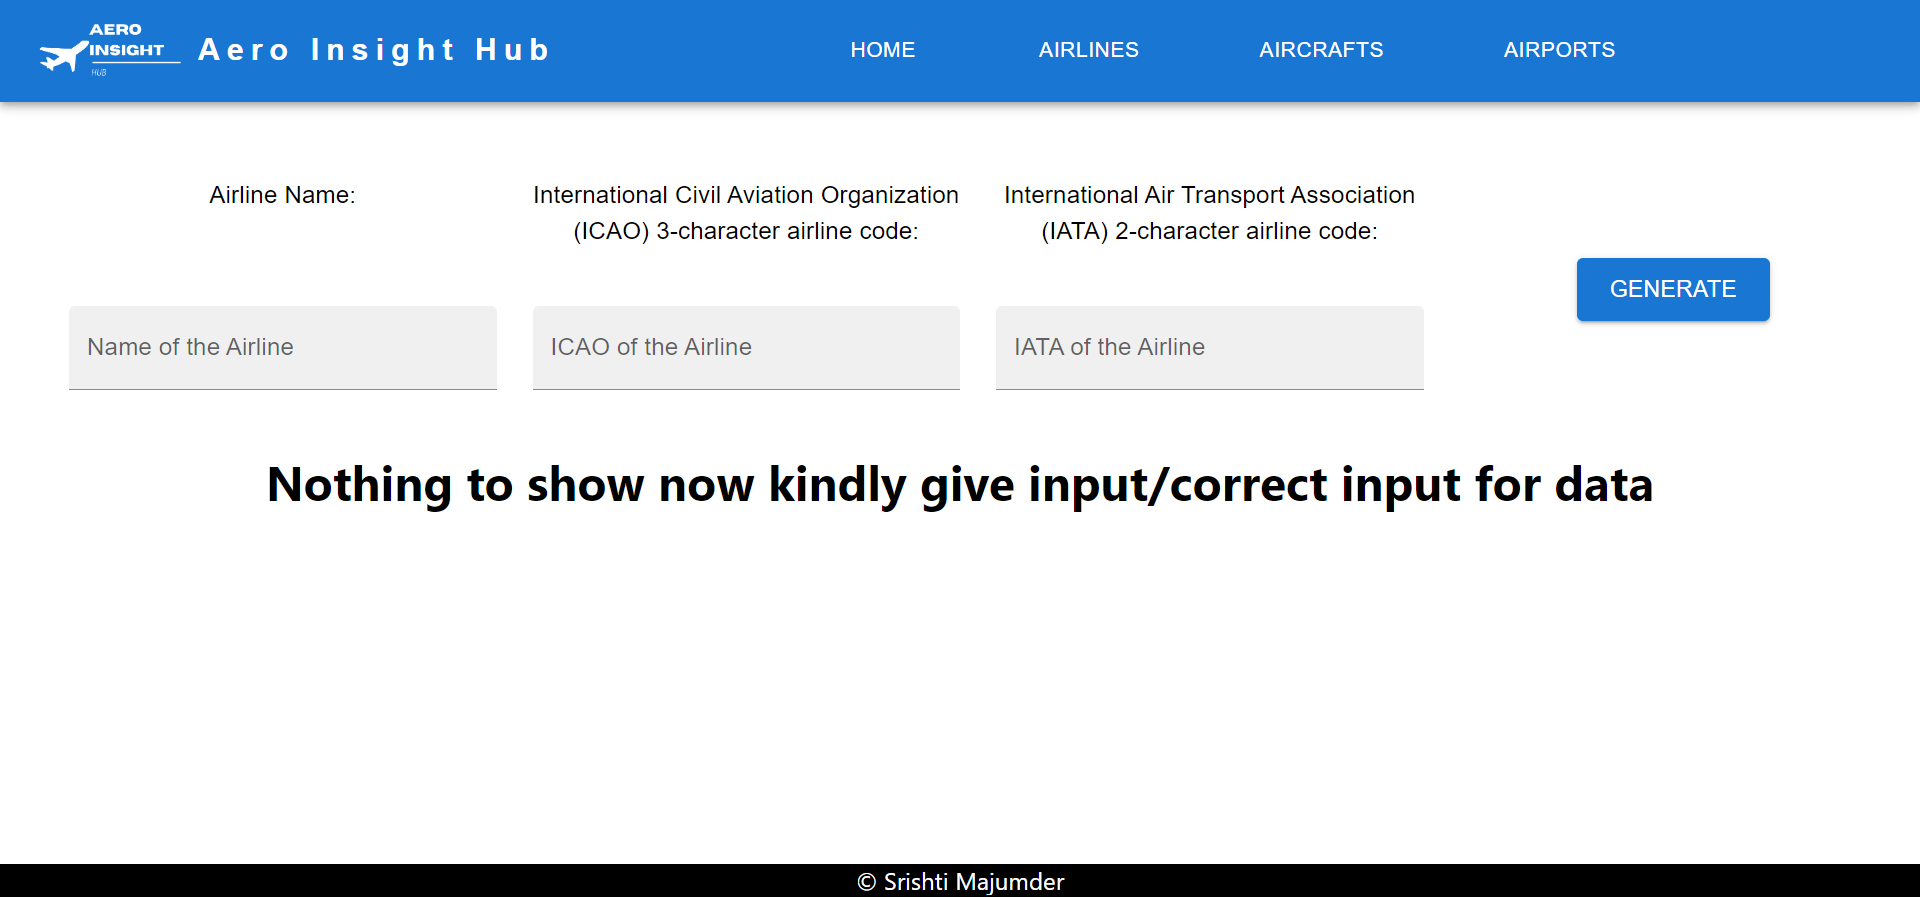 AERO
INSIGHT
HUB
Aero Insight Hub
HOME
AIRLINES
AIRCRAFTS
AIRPORTS
Airline Name:
International Civil Aviation Organization
(ICAO) 3-character airline code:
International Air Transport Association
(IATA) 2-character airline code:
GENERATE
Name of the Airline
ICAO of the Airline
IATA of the Airline
Nothing to show now kindly give input/correct input for data
© Srishti Majumder